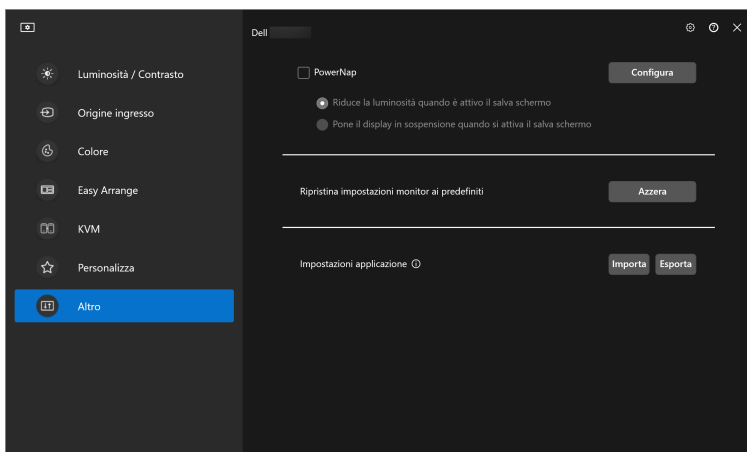 Dell
Luminosità / Contrasto
Origine ingresso
Colore
Easy Arrange
KVM
Personalizza
Altro
PowerNap
Configura
Riduce la luminosità quando è attivo il salva schermo
Pone il display in sospensione quando si attiva il salva schermo
Ripristina impostazioni monitor ai predefiniti
Azzera
Impostazioni applicazione
Importa
Esporta